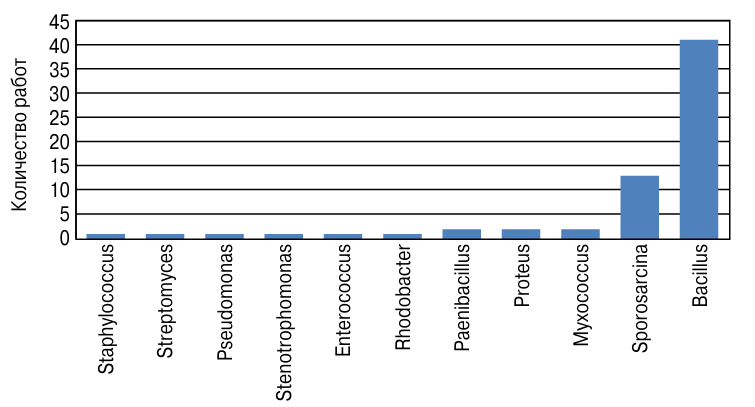 Количество работ
45
40
35
30
25
20
15
10
5
0
Staphylococcus
Streptomyces
Pseudomonas
Stenotrophomonas
Enterococcus
Rhodobacter
Paenibacillus
Proteus
Myxococcus
Sporosarcina
Bacillus